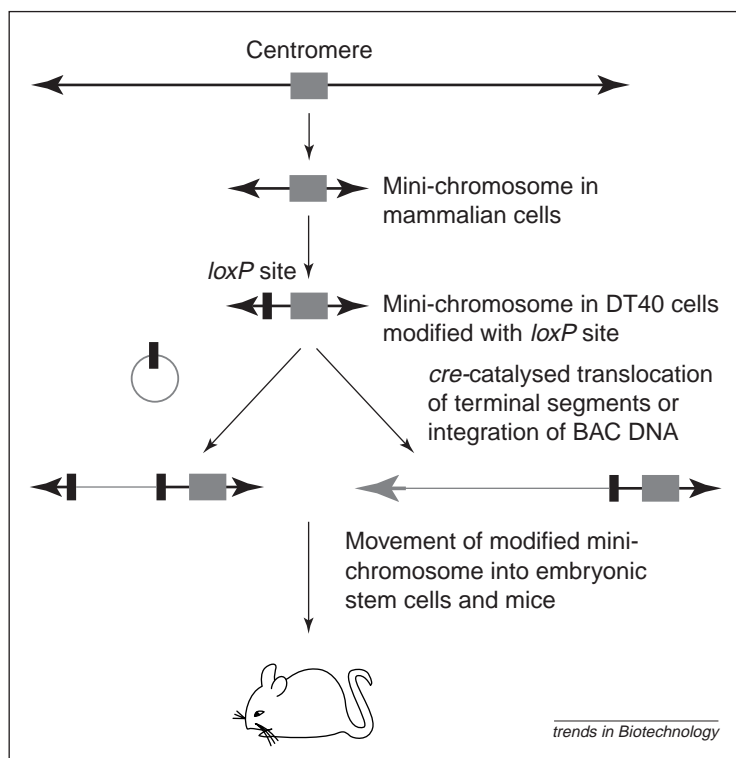 Centromere
Mini-chromosome in
mammalian cells
loxP site
Mini-chromosome in DT40 cells
modified with loxP site
cre-catalysed translocation
of terminal segments or
integration of BAC DNA
Movement of modified mini-
chromosome into embryonic
stem cells and mice
trends in Biotechnology